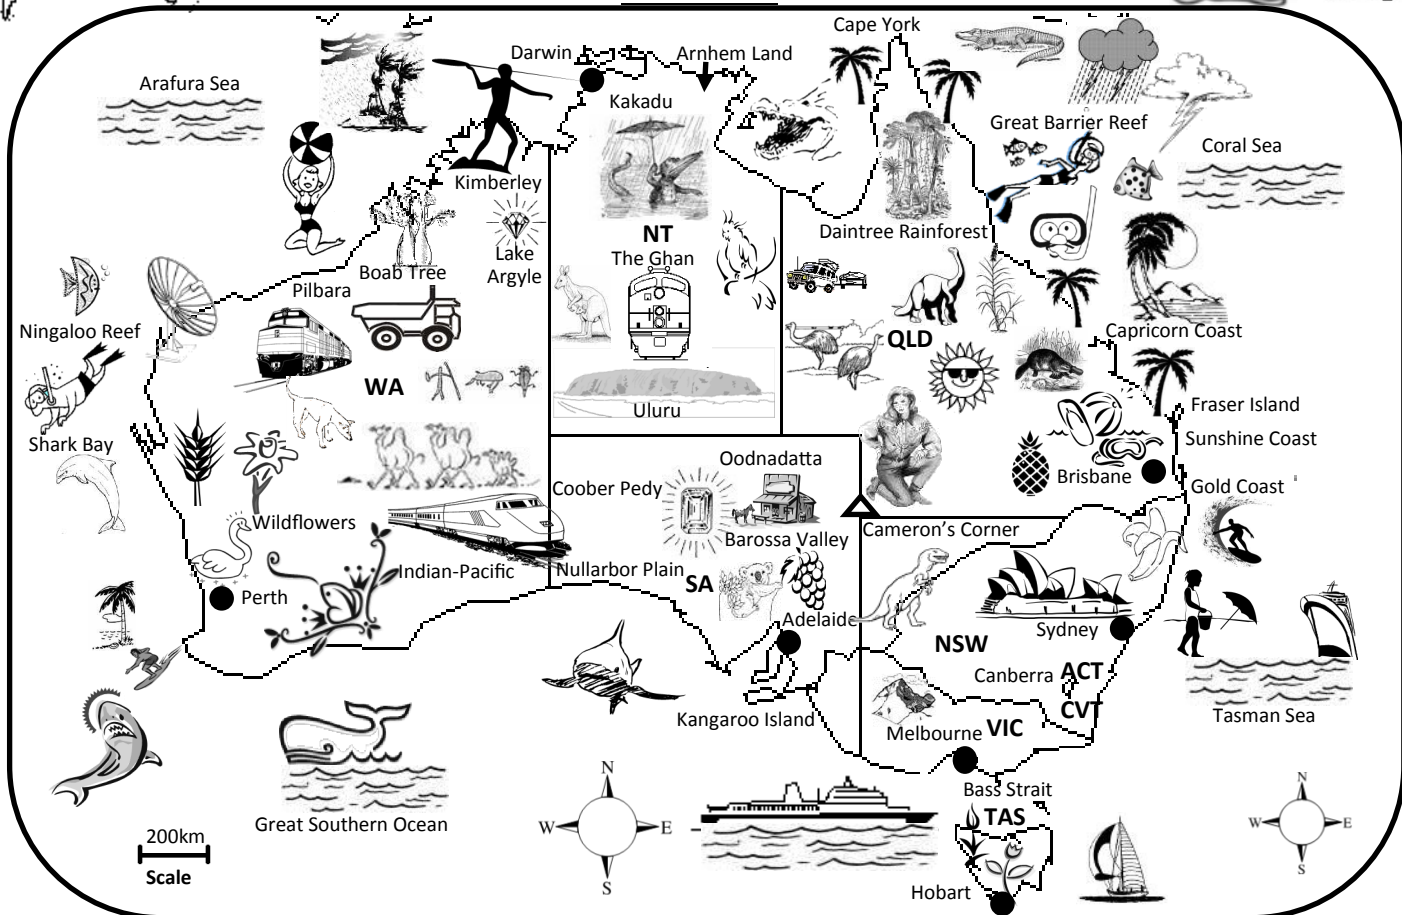 Cape York
Darwin
Arnhem Land
Arafura Sea
Kakadu
Great Barrier Reef
Coral Sea
Kimberley
Daintree Rainforest
NT
Lake
Argyle
The Ghan
Boab Tree
Pilbara
Ningaloo Reef
Capricorn Coast
QLD
WA
Uluru
Fraser Island
Shark Bay
Sunshine Coast
Oodnadatta
Brisbane
Coober Pedy
Gold Coast
Wildflowers
Cameron's Corner
Barossa Valley
Indian-Pacific
Nullarbor Plain
SA
Perth
Adelaide
Sydney
NSW
Canberra
ACT
CVT
Kangaroo Island
Tasman Sea
Melbourne
VIC
N
W
E
S
Bass Strait
TAS
N
W
E
S
Great Southern Ocean
200km
Scale
Hobart